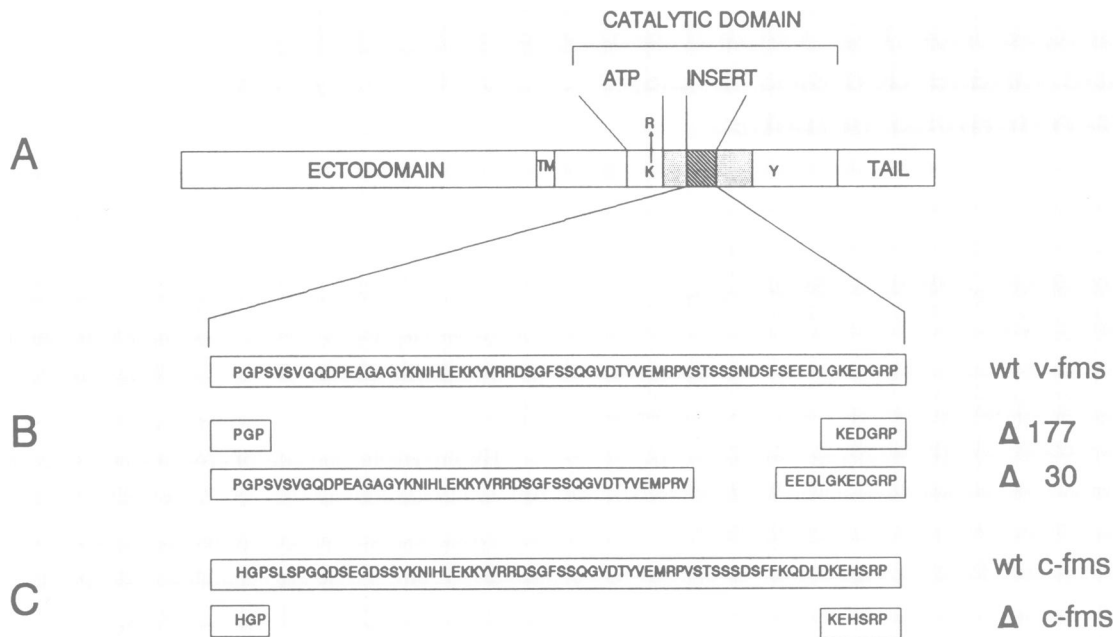 CATALYTIC DOMAIN
ATP INSERT
R
A
ECTODOMAIN TM K Y TAIL
PGPSVSVGQDPEAGAGYKNIHLEKKYVRRDSGFSSQGVDTYVEMRPVSTSSSNDSFSEEDLGKEDGRP wt v-fms
B
PGP KEDGRP Δ 177
PGPSVSVGQDPEAGAGYKNIHLEKKYVRRDSGFSSQGVDTYVEMPRV EEDLGKEDGRP Δ 30
C
HGPSLSPGQDSEGDSSYKNIHLEKKYVRRDSGFSSQGVDTYVEMRPVSTSSSDSFFKQDLDKEHSRP wt c-fms
HGP KEHSRP Δ c-fms